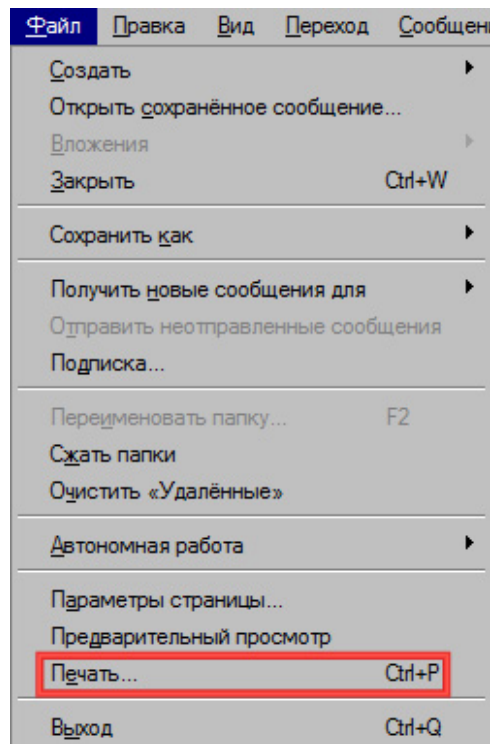 Файл Правка Вид Переход Сообщен
Создать
Открыть сохранённое сообщение...
Вложения
Закрыть Ctrl+W
Сохранить как
Получить новые сообщения для
Отправить неотправленные сообщения
Подписка...
Переименовать папку... F2
Сжать папки
Очистить «Удалённые»
Автономная работа
Параметры страницы...
Предварительный просмотр
Печать... Ctrl+P
Выход Ctrl+Q